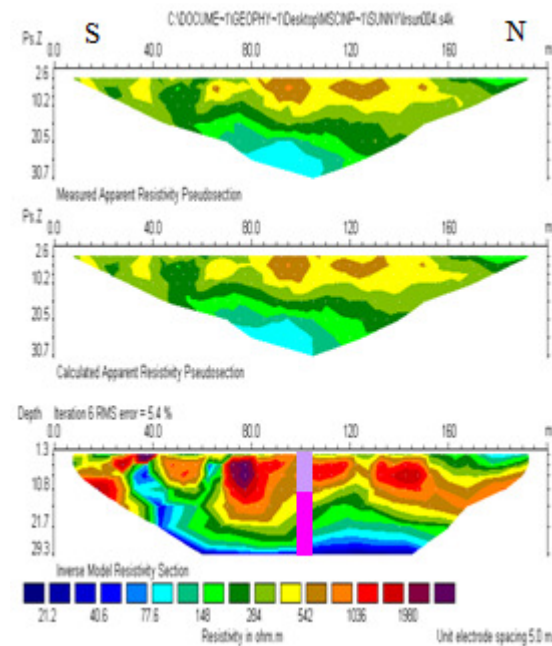 C:\DOCUME~1\GEOPHY~1\Desktop\MSCINP~1\SUNNY\rsun004.s4k
S N
Ps.Z 0.0 40.0 80.0 120 160 m
2.6
10.2
20.5
30.7
Measured Apparent Resistivity Pseudosection
Ps.Z 0.0 40.0 80.0 120 160 m
2.6
10.2
20.5
30.7
Calculated Apparent Resistivity Pseudosection
Depth Iteration 6 RMS error = 5.4 %
40.0 80.0 120 160 m
1.3
10.8
21.7
29.3
Inverse Model Resistivity Section
21.2 40.6 77.6 148 284 542 1036 1980
Resistivity in ohm.m Unit electrode spacing 5.0 m